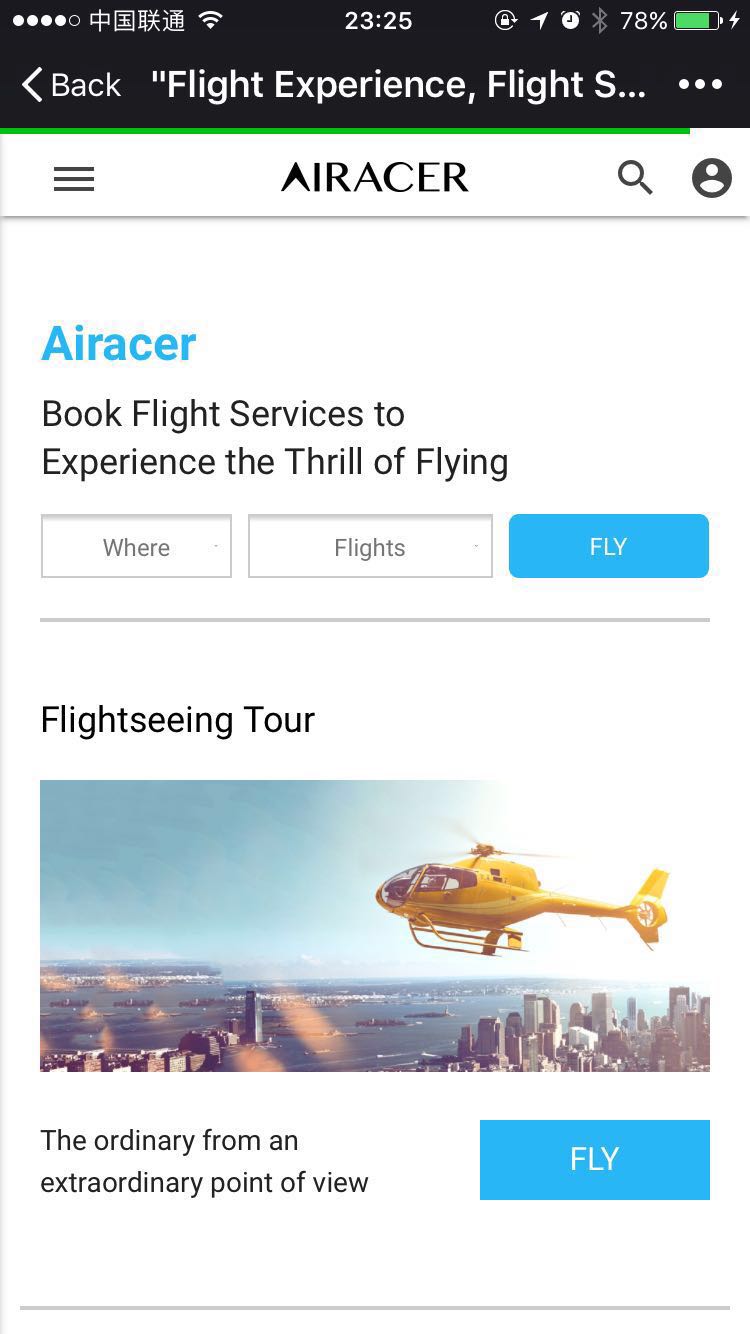 中国联通 23:25 78%
Back "Flight Experience, Flight S...
AIRACER
Airacer
Book Flight Services to
Experience the Thrill of Flying
Where Flights FLY
Flightseeing Tour
The ordinary from an
extraordinary point of view
FLY